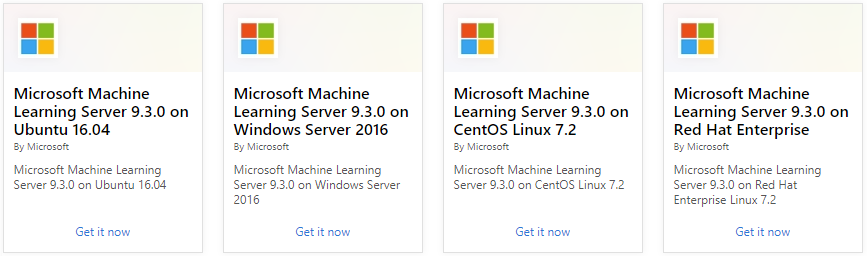 Microsoft Machine
Learning Server 9.3.0 on
Ubuntu 16.04
By Microsoft
Microsoft Machine Learning
Server 9.3.0 on Ubuntu 16.04
Get it now
Microsoft Machine
Learning Server 9.3.0 on
Windows Server 2016
By Microsoft
Microsoft Machine Learning
Server 9.3.0 on Windows Server
2016
Get it now
Microsoft Machine
Learning Server 9.3.0 on
CentOS Linux 7.2
By Microsoft
Microsoft Machine Learning
Server 9.3.0 on CentOS Linux 7.2
Get it now
Microsoft Machine
Learning Server 9.3.0 on
Red Hat Enterprise
By Microsoft
Microsoft Machine Learning
Server 9.3.0 on Red Hat
Enterprise Linux 7.2
Get it now